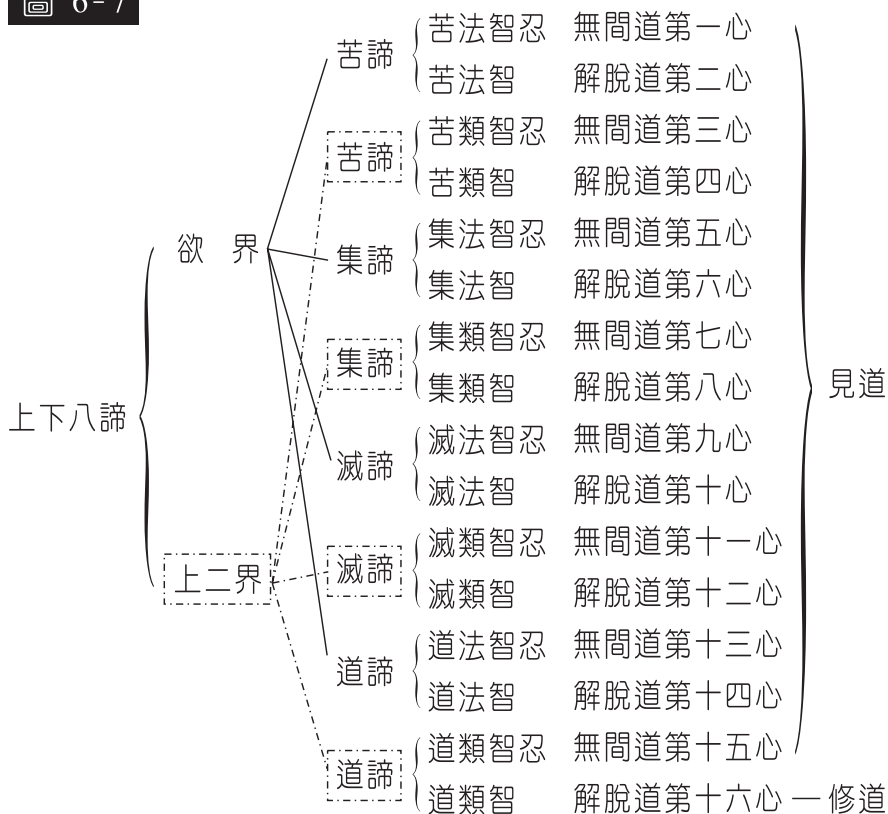 圖 6-7
上下八諦
欲 界
上二界
苦諦
苦法智忍 無間道第一心
苦法智 解脫道第二心
苦諦
苦類智忍 無間道第三心
苦類智 解脫道第四心
集諦
集法智忍 無間道第五心
集法智 解脫道第六心
集諦
集類智忍 無間道第七心
集類智 解脫道第八心
滅諦
滅法智忍 無間道第九心
滅法智 解脫道第十心
滅諦
滅類智忍 無間道第十一心
滅類智 解脫道第十二心
道諦
道法智忍 無間道第十三心
道法智 解脫道第十四心
道諦
道類智忍 無間道第十五心
見道
道類智 解脫道第十六心 — 修道